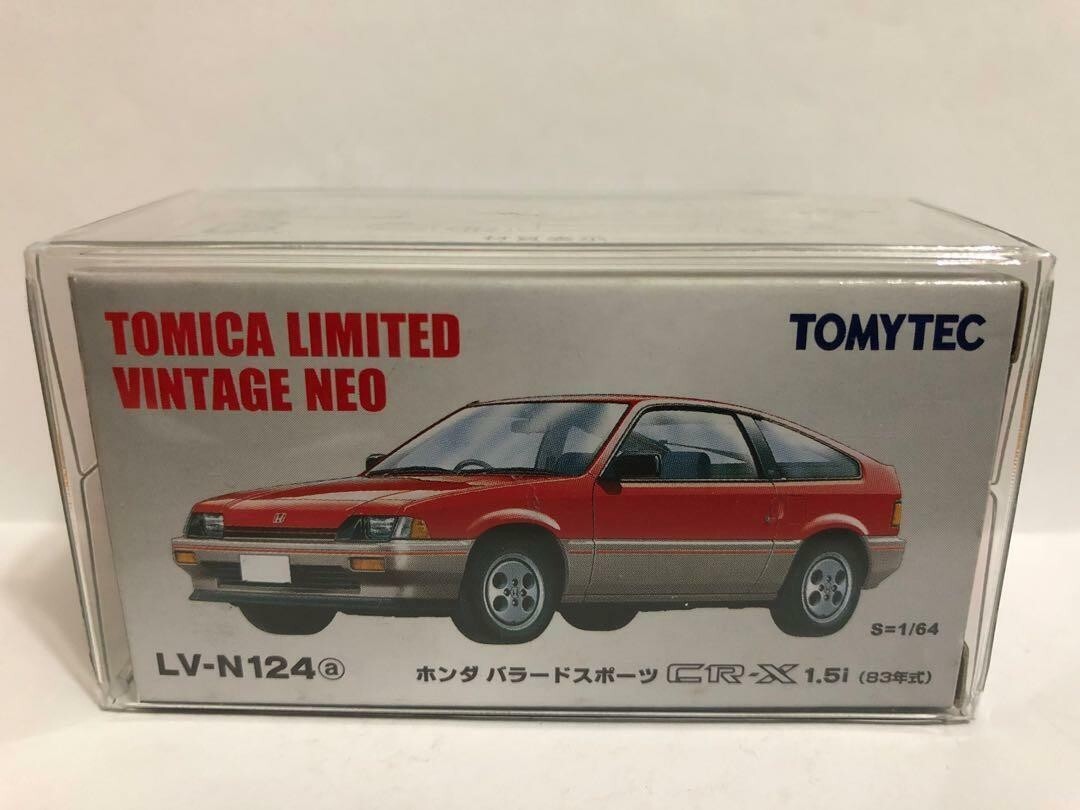 TOMICA LIMITED
VINTAGE NEO
TOMYTEC
S=1/64
LV-N124ⓐ
ホンダ バラードスポーツ CR-X 1.5i (83年式)